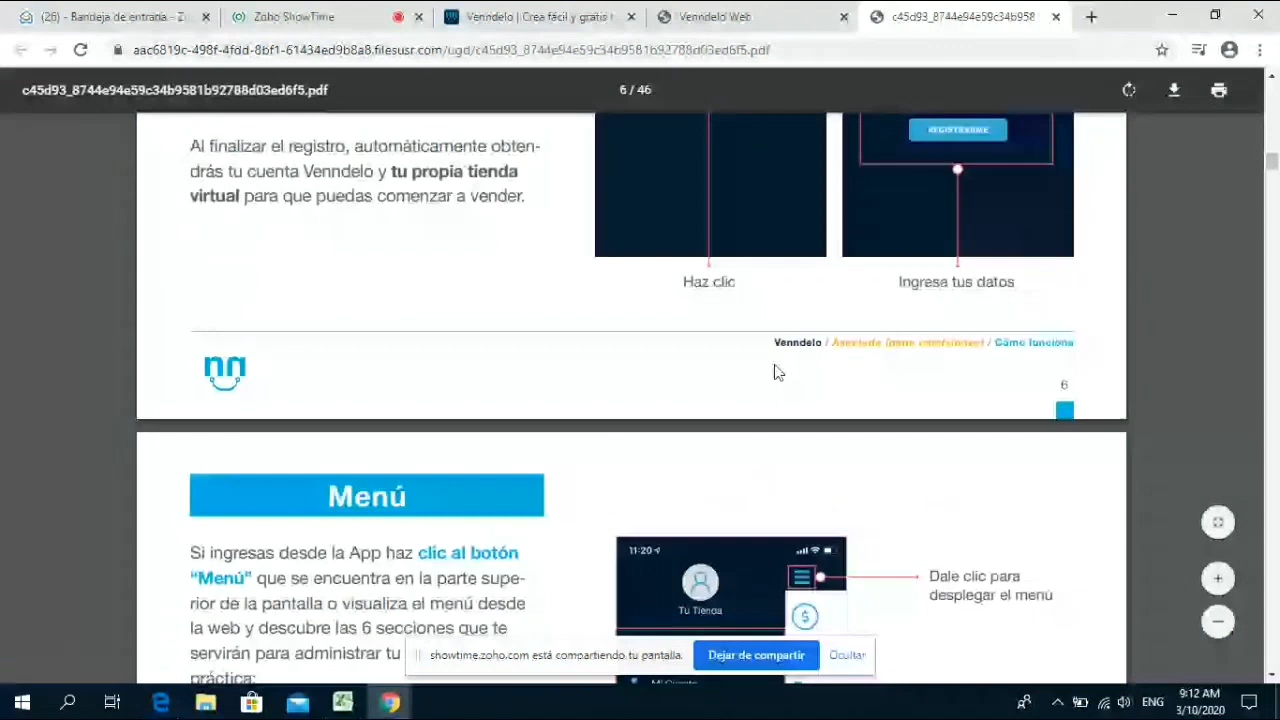 (26) - Bandeja de entrada - Zo
Zoho ShowTime
Venndelo | Crea fácil y gratis t
Venndelo Web
c45d93_8744e94e59c34b958
aac6819c-498f-4fdd-8bf1-61434ed9b8a8.filesusr.com/ugd/c45d93_8744e94e59c34b9581b92788d03ed6f5.pdf
c45d93_8744e94e59c34b9581b92788d03ed6f5.pdf
6 / 46
REGISTRARME
Al finalizar el registro, automáticamente obten-
drás tu cuenta Venndelo y tu propia tienda
virtual para que puedas comenzar a vender.
Haz clic
Ingresa tus datos
Venndelo / / Cómo funciona
nn
6
Menú
Si ingresas desde la App haz clic al botón
“Menú” que se encuentra en la parte supe-
rior de la pantalla o visualiza el menú desde
la web y descubre las 6 secciones que te
servirán para administrar tu
práctica:
11:20
Tu Tienda
$
Mi Cuenta
Dale clic para
desplegar el menú
showtime.zoho.com está compartiendo tu pantalla.
Dejar de compartir
Ocultar
ENG
9:12 AM
3/10/2020